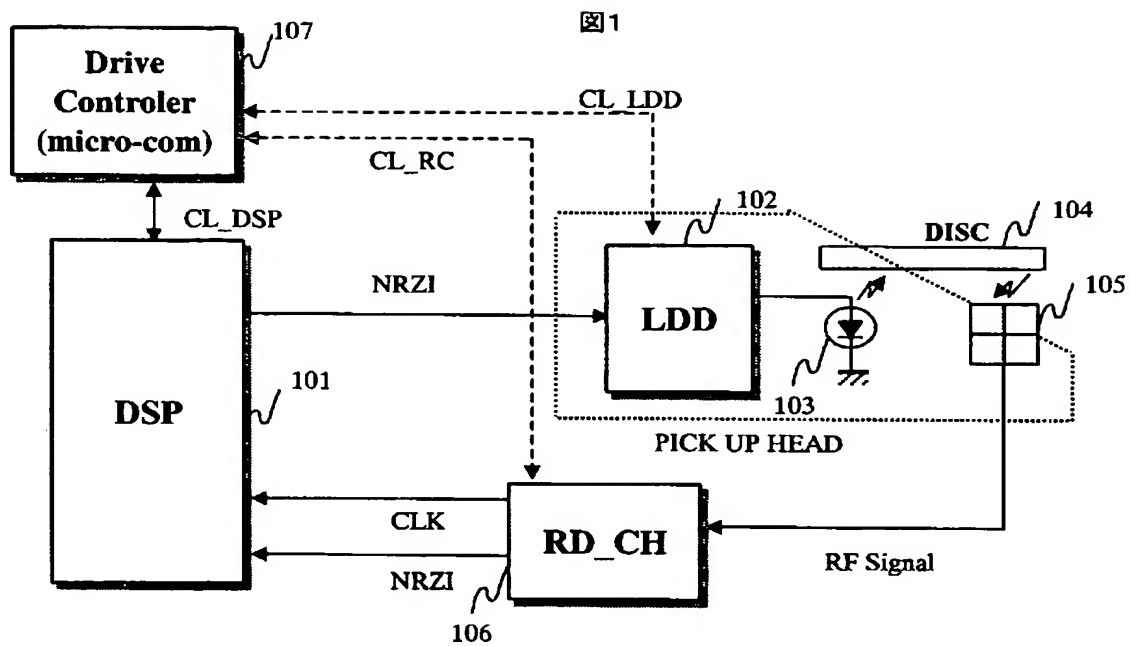 図1
107
Drive
Controler
(micro-com)
CL_LDD
CL_RC
CL_DSP
102
104
DISC
NRZI
LDD
105
101
DSP
103
PICK UP HEAD
CLK
RD_CH
RF Signal
NRZI
106